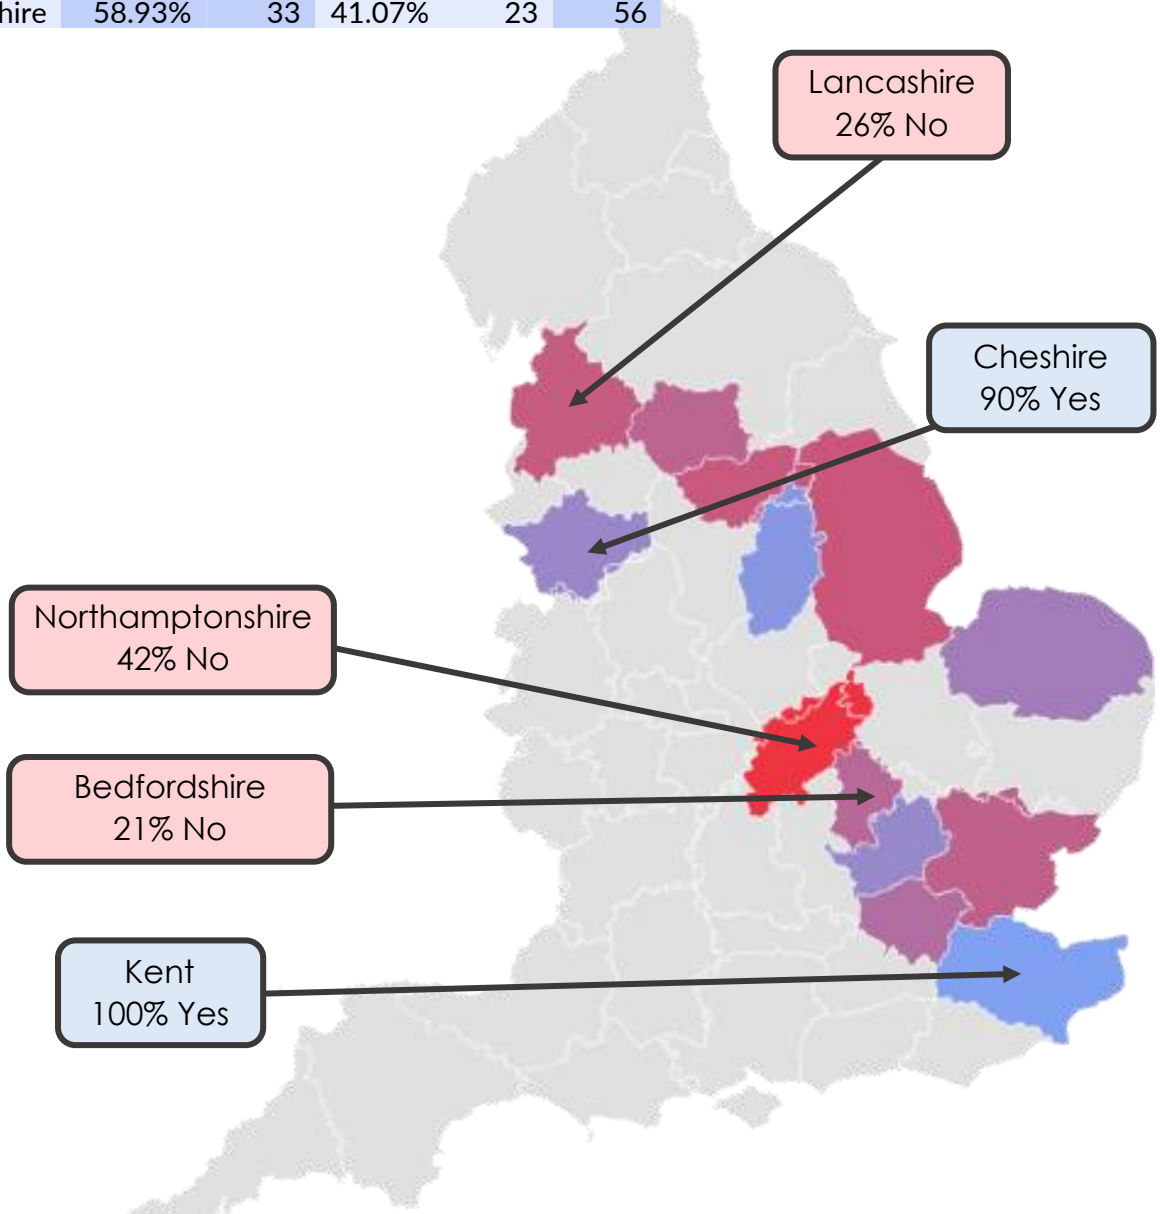 hire 58.93% 33 41.07% 23 56
Lancashire
26% No
Cheshire
90% Yes
Northamptonshire
42% No
Bedfordshire
21% No
Kent
100% Yes